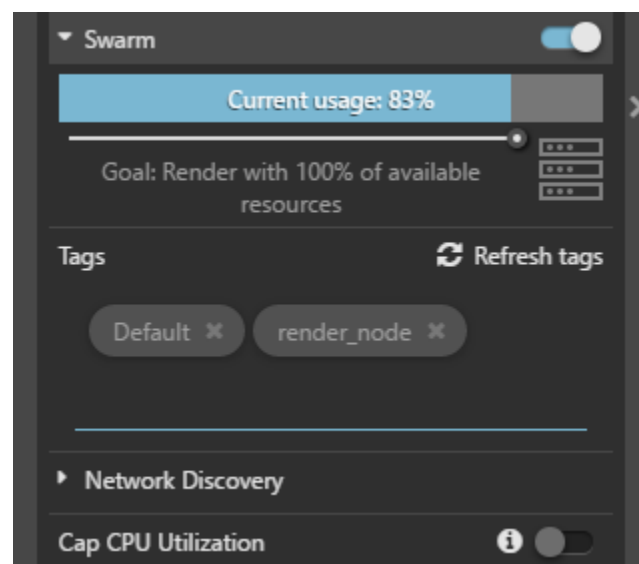 Swarm
Current usage: 83%
Goal: Render with 100% of available
resources
Tags
Refresh tags
Default
render_node
Network Discovery
Cap CPU Utilization